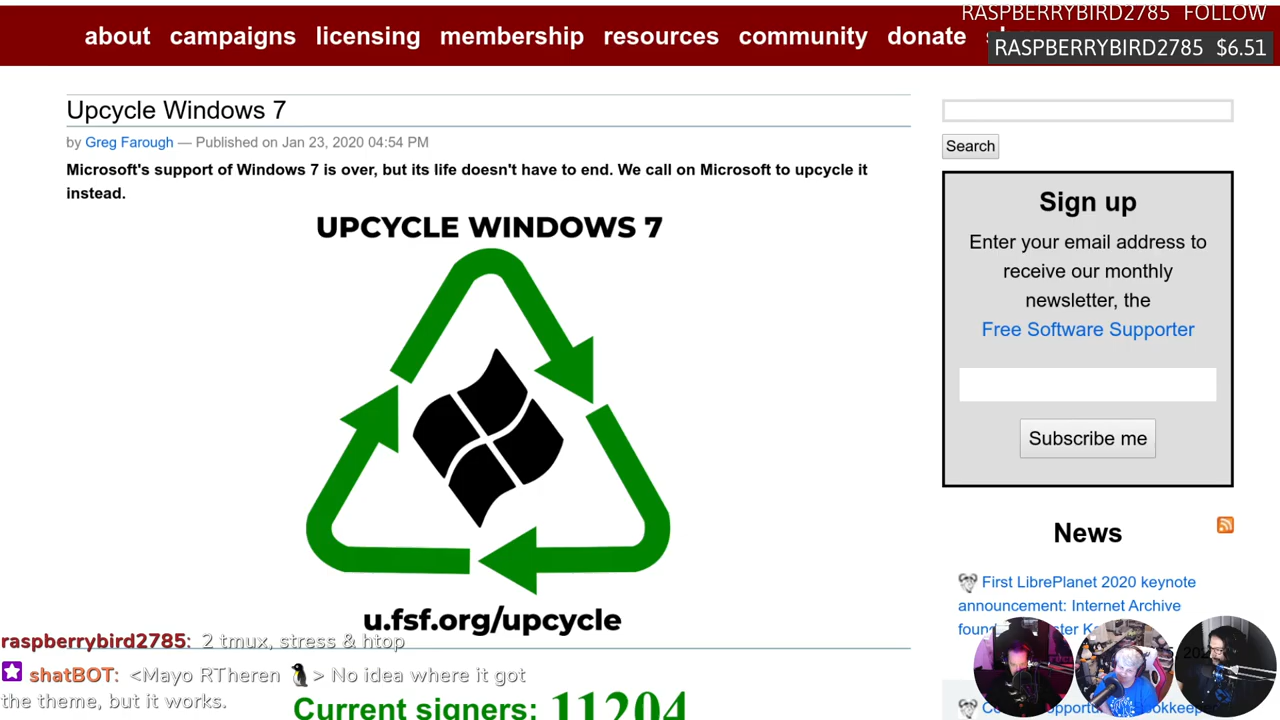 RASPBERRYBIRD2785 FOLLOW
about campaigns licensing membership resources community donate
RASPBERRYBIRD2785 $6.51
Upcycle Windows 7
by Greg Farough — Published on Jan 23, 2020 04:54 PM
Microsoft's support of Windows 7 is over, but its life doesn't have to end. We call on Microsoft to upcycle it
instead.
UPCYCLE WINDOWS 7
u.fsf.org/upcycle
Current signers: 11204
Search
Sign up
Enter your email address to
receive our monthly
newsletter, the
Free Software Supporter
Subscribe me
News
First LibrePlanet 2020 keynote
announcement: Internet Archive
raspberrybird2785: 2 tmux, stress & htop
shatBOT: <Mayo RTheren 🐧> No idea where it got
the theme, but it works.